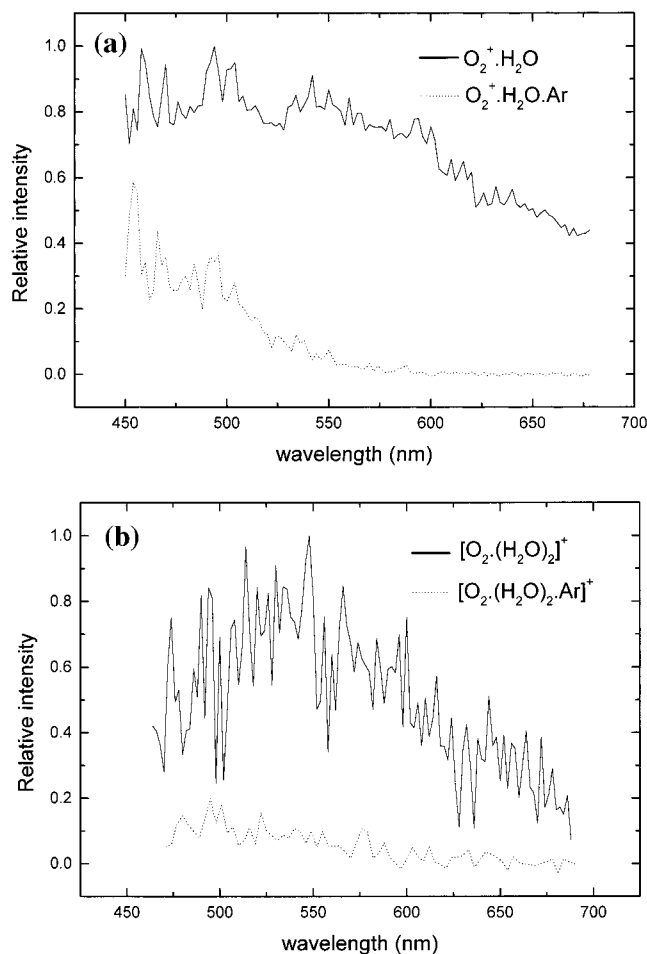 (a)
O₂⁺.H₂O
O₂⁺.H₂O.Ar
Relative intensity
1.0
0.8
0.6
0.4
0.2
0.0
450 500 550 600 650 700
wavelength (nm)
(b)
[O₂.(H₂O)₂]⁺
[O₂.(H₂O)₂.Ar]⁺
Relative intensity
1.0
0.8
0.6
0.4
0.2
0.0
450 500 550 600 650 700
wavelength (nm)